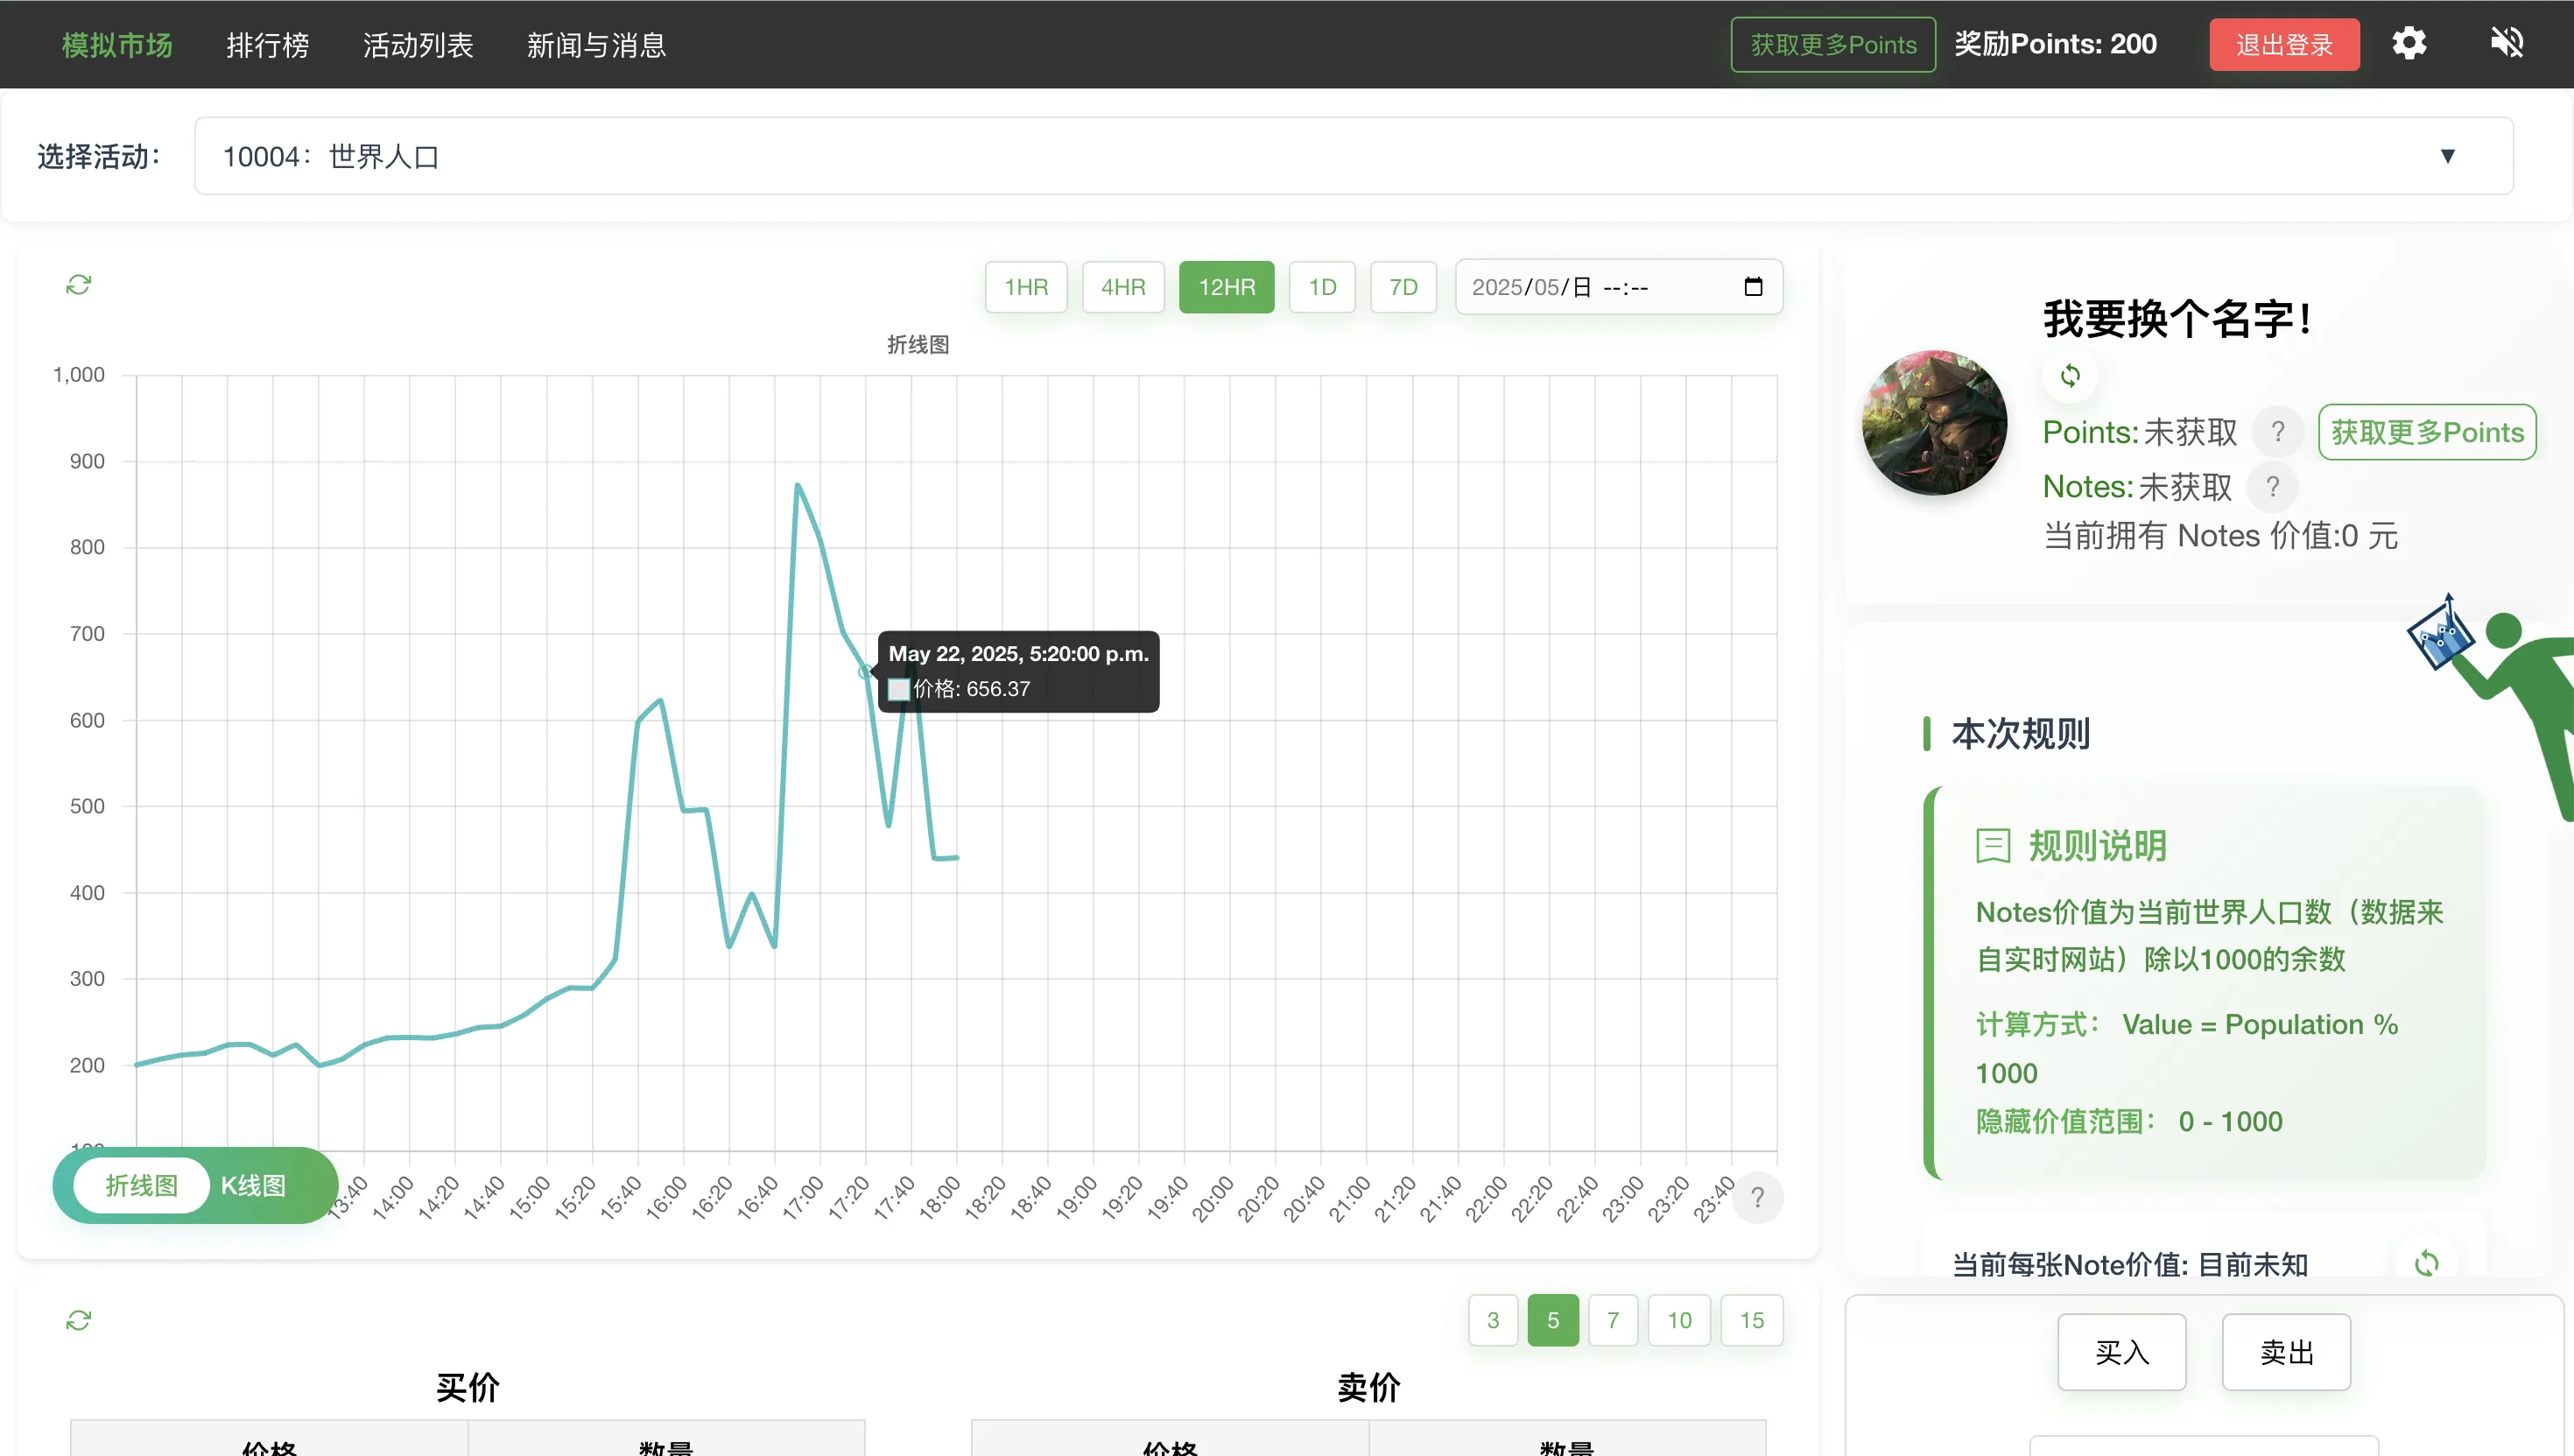 模拟市场 排行榜 活动列表 新闻与消息 获取更多Points 奖励Points: 200 退出登录
选择活动： 10004：世界人口 ▼
1HR 4HR 12HR 1D 7D 2025/05/日 --:--
折线图
1,000
900
800
700
600
500
400
300
200
May 22, 2025, 5:20:00 p.m.
价格: 656.37
折线图 K线图
13:40 14:00 14:20 14:40 15:00 15:20 15:40 16:00 16:20 16:40 17:00 17:20 17:40 18:00 18:20 18:40 19:00 19:20 19:40 20:00 20:20 20:40 21:00 21:20 21:40 22:00 22:20 22:40 23:00 23:20 23:40 ?
我要换个名字！
Points: 未获取 ? 获取更多Points
Notes: 未获取 ?
当前拥有 Notes 价值:0 元
本次规则
规则说明
Notes价值为当前世界人口数（数据来
自实时网站）除以1000的余数
计算方式： Value = Population %
1000
隐藏价值范围： 0 - 1000
当前每张Note价值: 目前未知
3 5 7 10 15
买价 卖价
价格 数量 价格 数量
买入 卖出